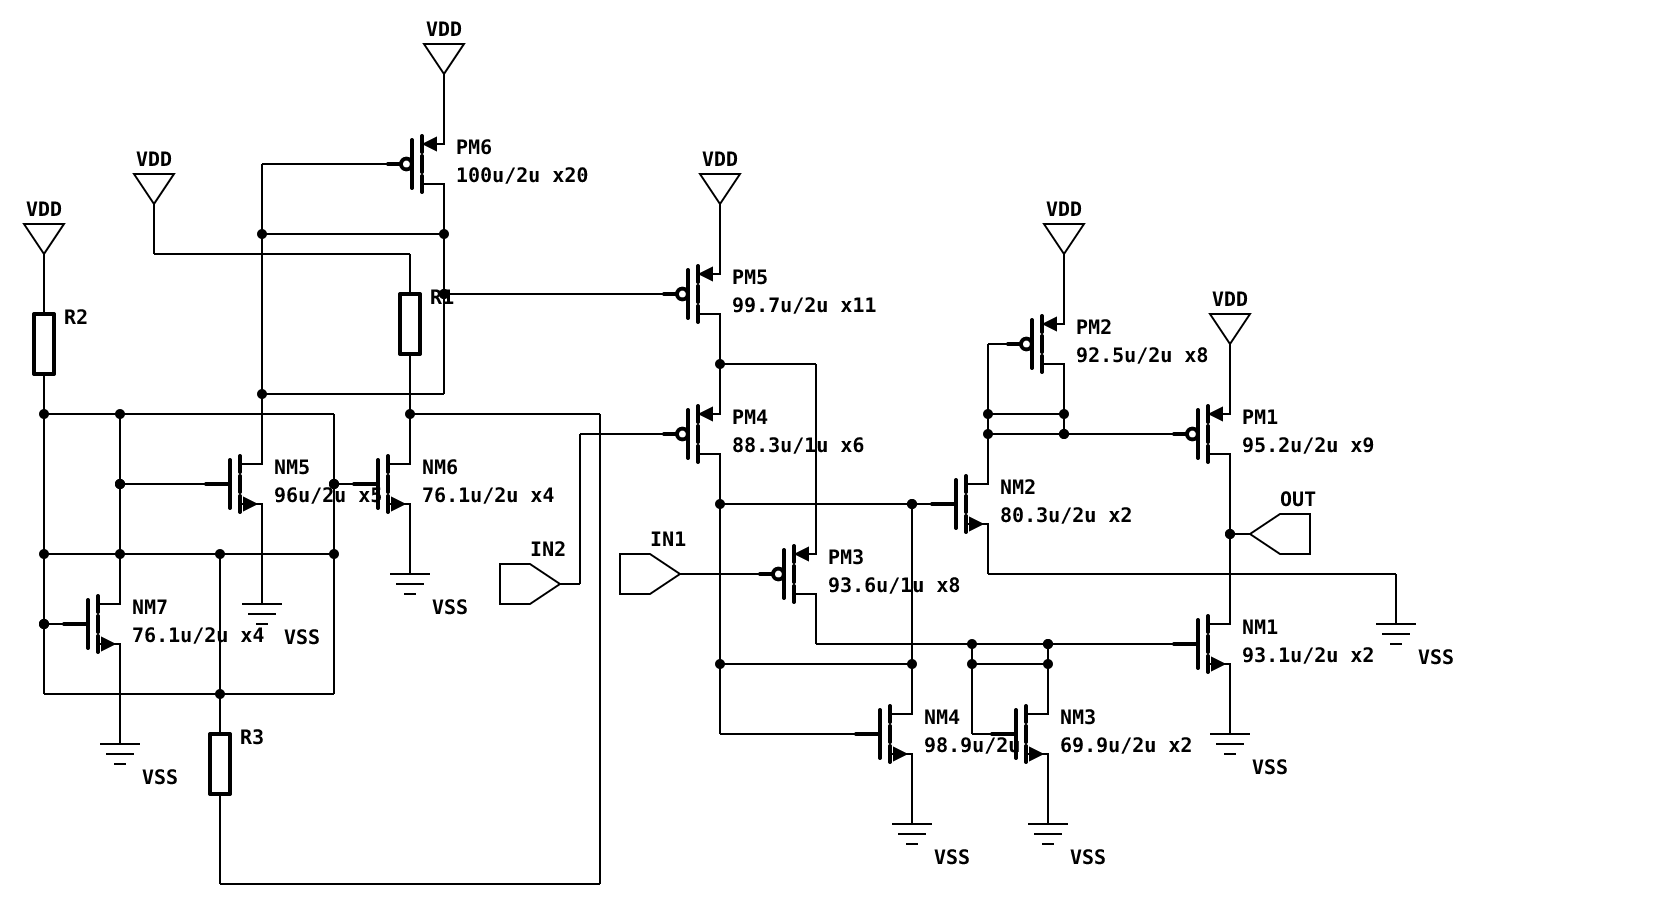 VDD
PM6
100u/2u x20
VDD
VDD
VDD
VDD
VDD
R2
R1
PM5
99.7u/2u x11
PM2
92.5u/2u x8
PM4
88.3u/1u x6
PM1
95.2u/2u x9
NM5
96u/2u x5
NM6
76.1u/2u x4
NM2
80.3u/2u x2
OUT
IN2
IN1
PM3
93.6u/1u x8
NM7
76.1u/2u x4
VSS
VSS
NM1
93.1u/2u x2
VSS
R3
NM4
98.9u/2u
NM3
69.9u/2u x2
VSS
VSS
VSS
VSS